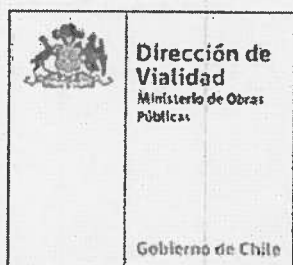 Dirección de
Vialidad
Ministerio de Obras
Públicas
Gobierno de Chile